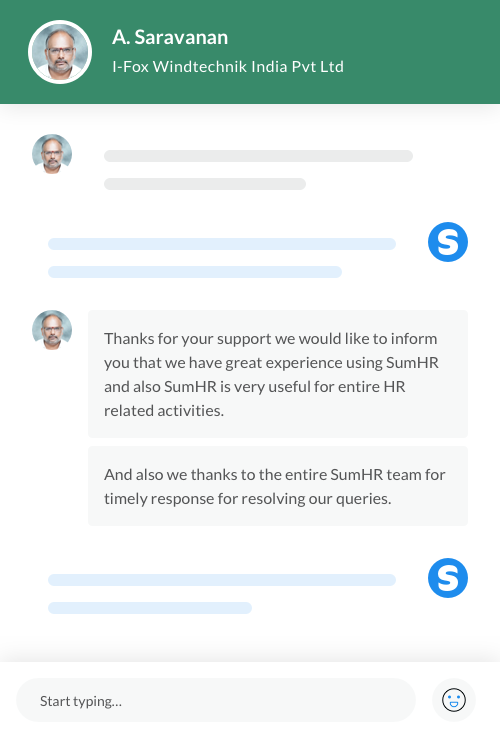 A. Saravanan
I-Fox Windtechnik India Pvt Ltd
S
Thanks for your support we would like to inform
you that we have great experience using SumHR
and also SumHR is very useful for entire HR
related activities.
And also we thanks to the entire SumHR team for
timely response for resolving our queries.
S
Start typing...